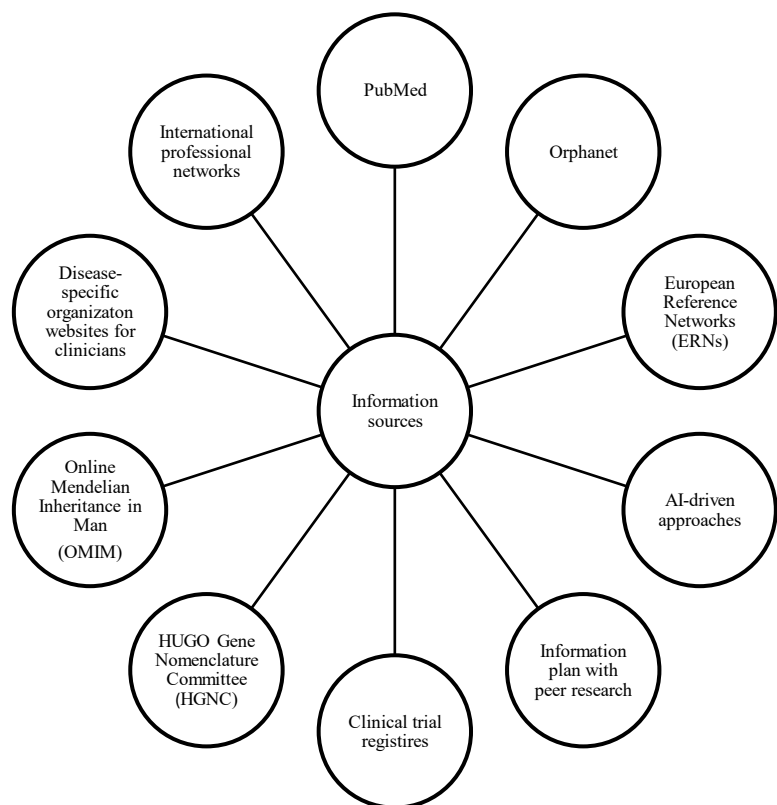 PubMed
Orphanet
European
Reference
Networks
(ERNs)
AI-driven
approaches
Information
plan with
peer research
Clinical trial
registires
HUGO Gene
Nomenclature
Committee
(HGNC)
Online
Mendelian
Inheritance in
Man
(OMIM)
Disease-
specific
organizaton
websites for
clinicians
International
professional
networks
Information
sources